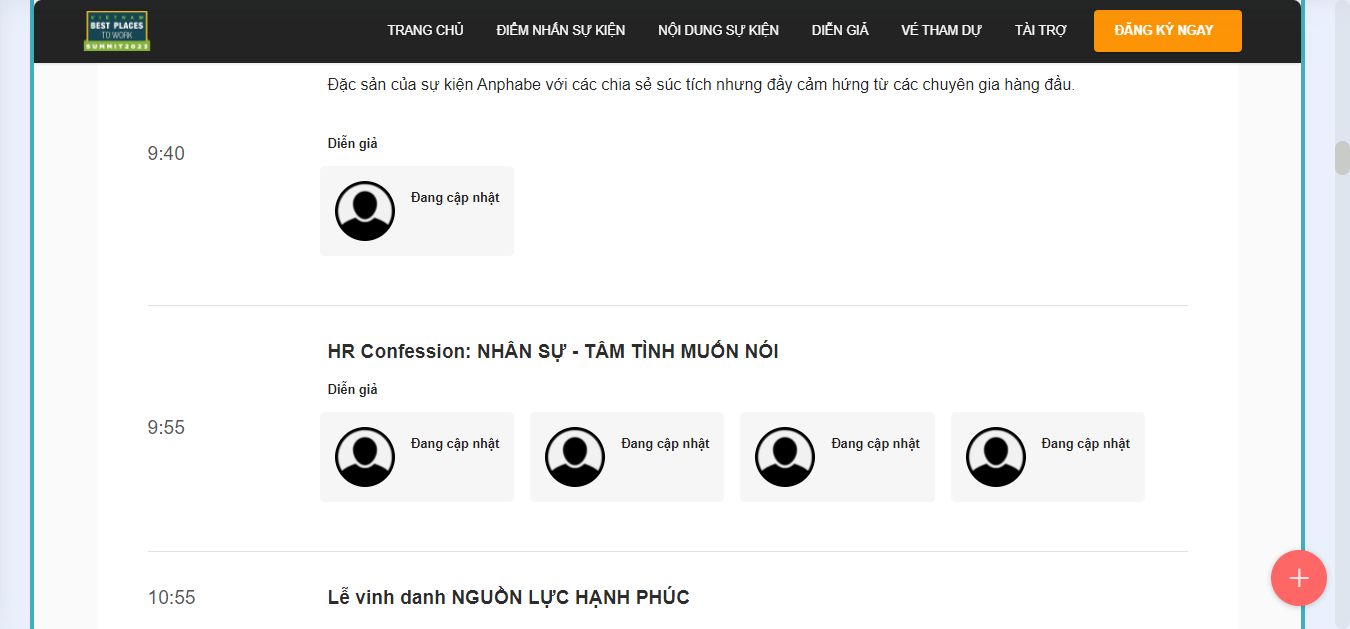 VIETNAM
BEST PLACES
TO WORK
SUMMIT2023
TRANG CHỦ ĐIỂM NHẤN SỰ KIỆN NỘI DUNG SỰ KIỆN DIỄN GIẢ VÉ THAM DỰ TÀI TRỢ ĐĂNG KÝ NGAY
Đặc sản của sự kiện Anphabe với các chia sẻ súc tích nhưng đầy cảm hứng từ các chuyên gia hàng đầu.
9:40
Diễn giả
Đang cập nhật
HR Confession: NHÂN SỰ - TÂM TÌNH MUỐN NÓI
Diễn giả
9:55
Đang cập nhật Đang cập nhật Đang cập nhật Đang cập nhật
10:55 Lễ vinh danh NGUỒN LỰC HẠNH PHÚC